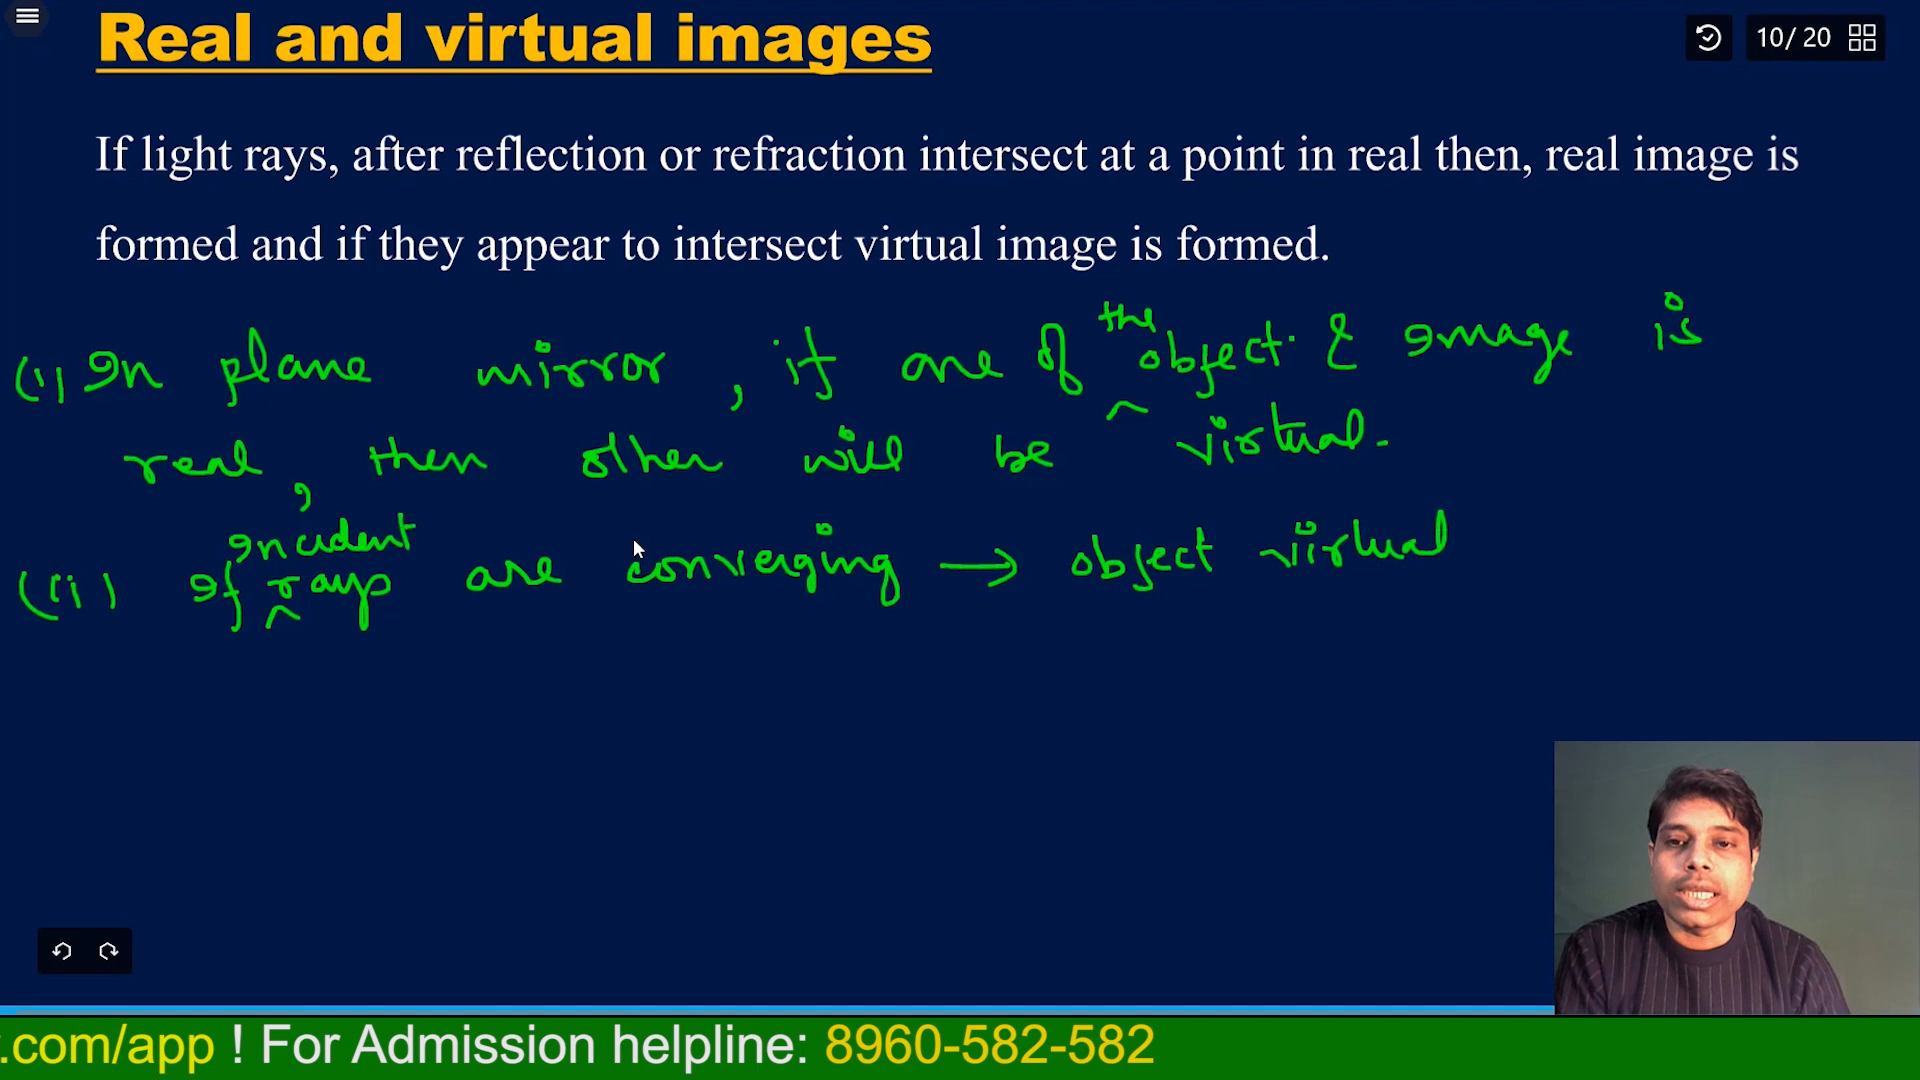 Real and virtual images
10/ 20
If light rays, after reflection or refraction intersect at a point in real then, real image is
formed and if they appear to intersect virtual image is formed.
(i) In plane mirror, if one of the object & Image is
real, then other will be virtual.
(ii) If Incident rays are converging → object virtual
.com/app ! For Admission helpline: 8960-582-582